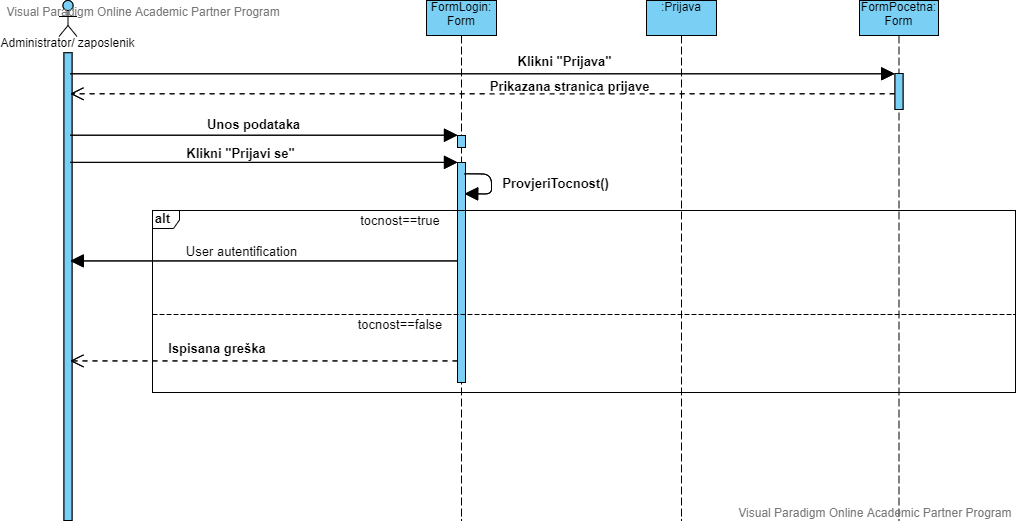 Visual Paradigm Online Academic Partner Program
Administrator/ zaposlenik
FormLogin:
Form
:Prijava
FormPocetna:
Form
Klikni "Prijava"
Prikazana stranica prijave
Unos podataka
Klikni "Prijavi se"
ProvjeriTocnost()
alt
tocnost==true
User autentification
tocnost==false
Ispisana greška
Visual Paradigm Online Academic Partner Program